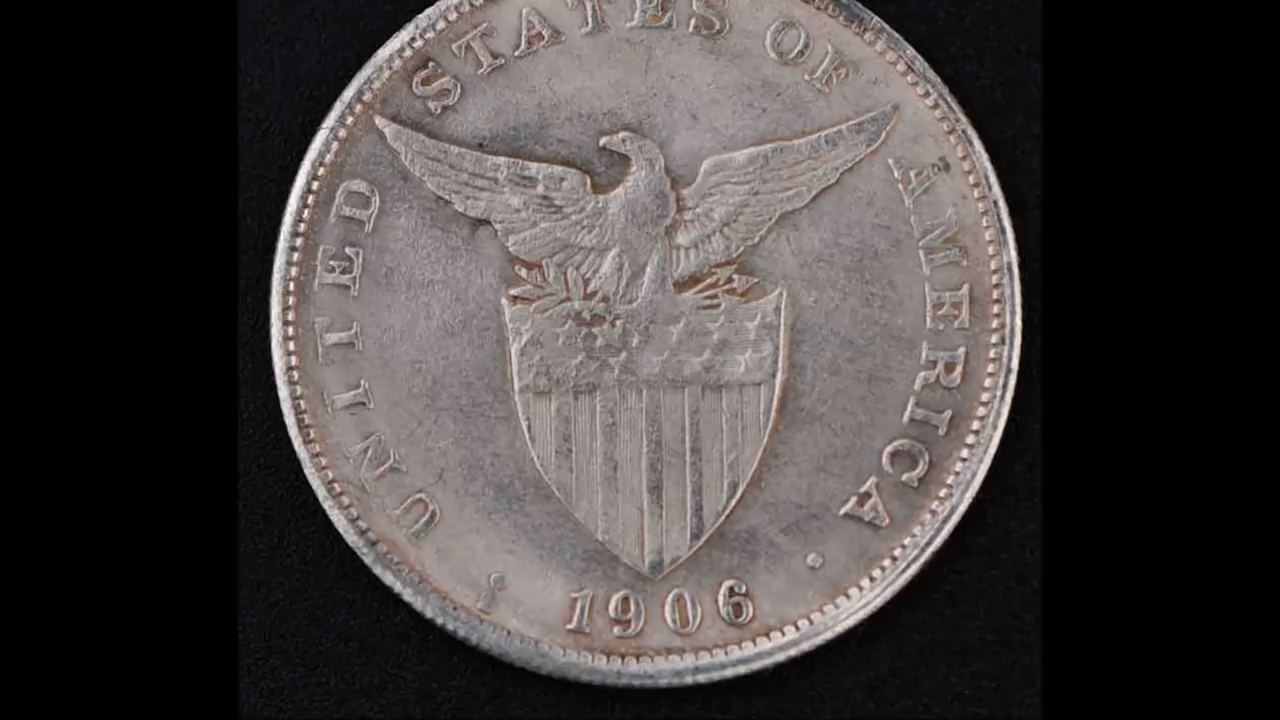 UNITED STATES OF AMERICA
S • 1906 •